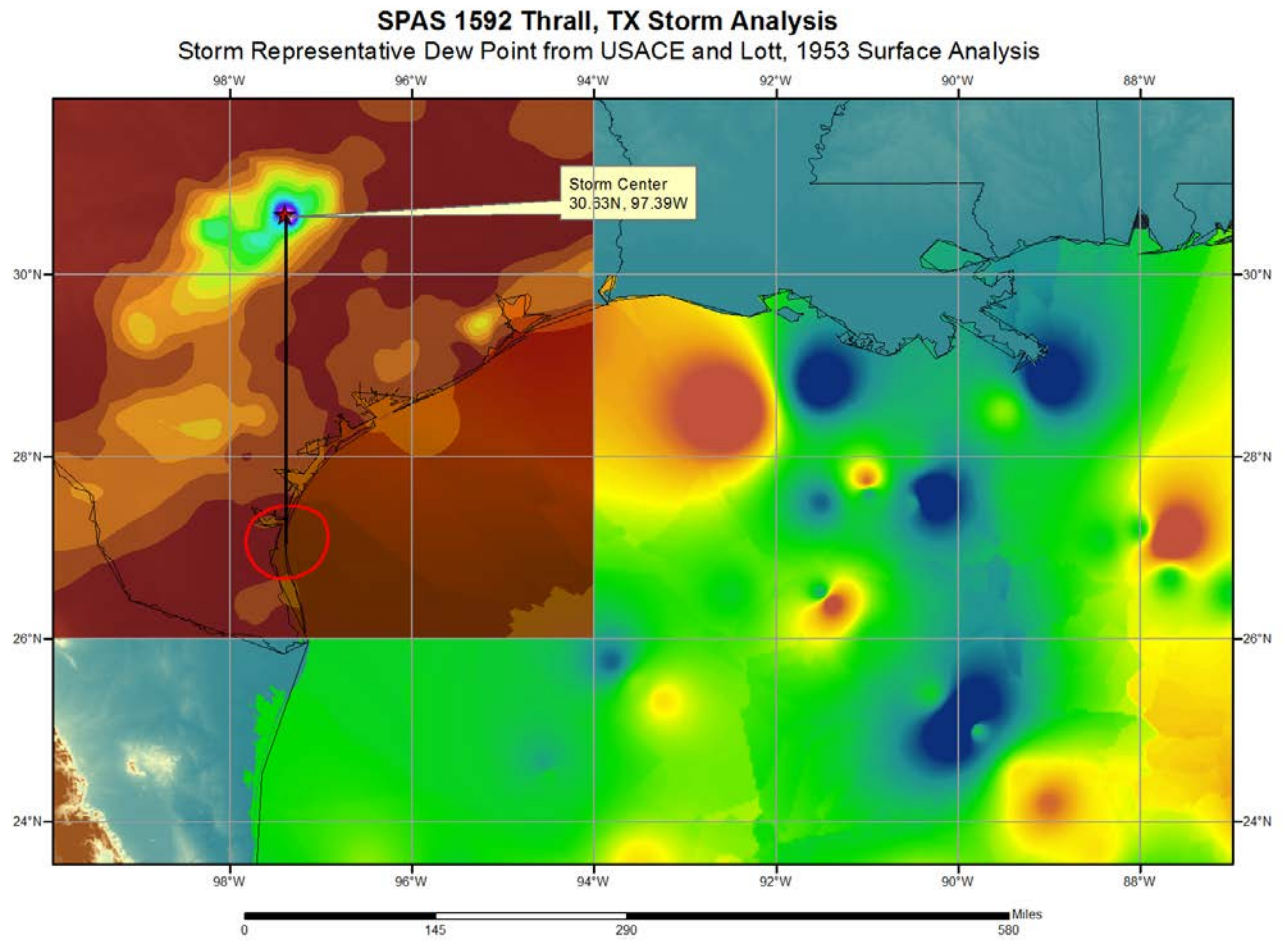 SPAS 1592 Thrall, TX Storm Analysis
Storm Representative Dew Point from USACE and Lott, 1953 Surface Analysis
98°W 96°W 94°W 92°W 90°W 88°W
Storm Center
30.63N, 97.39W
30°N 30°N
28°N 28°N
26°N 26°N
24°N 24°N
98°W 96°W 94°W 92°W 90°W 88°W
Miles
0 145 290 580